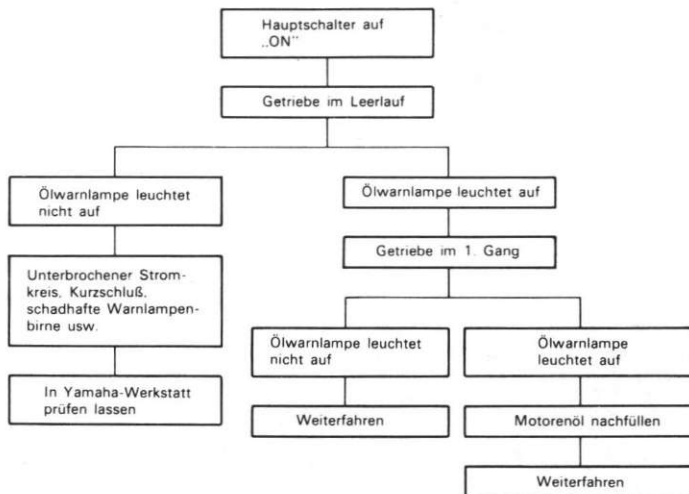 Hauptschalter auf
„ON"
Getriebe im Leerlauf
Ölwarnlampe leuchtet
nicht auf
Unterbrochener Strom-
kreis, Kurzschluß,
schadhafte Warnlampen-
birne usw.
In Yamaha-Werkstatt
prüfen lassen
Ölwarnlampe leuchtet auf
Getriebe im 1. Gang
Ölwarnlampe leuchtet
nicht auf
Weiterfahren
Ölwarnlampe
leuchtet auf
Motorenöl nachfüllen
Weiterfahren